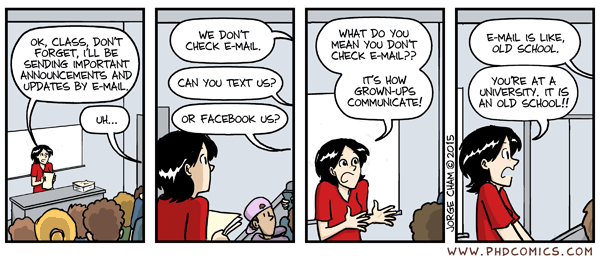 OK, CLASS, DON'T
FORGET, I'LL BE
SENDING IMPORTANT
ANNOUNCEMENTS AND
UPDATES BY E-MAIL.
UH...
WE DON'T
CHECK E-MAIL.
CAN YOU TEXT US?
OR FACEBOOK US?
WHAT DO YOU
MEAN YOU DON'T
CHECK E-MAIL??
IT'S HOW
GROWN-UPS
COMMUNICATE!
E-MAIL IS LIKE,
OLD SCHOOL.
YOU'RE AT A
UNIVERSITY. IT IS
AN OLD SCHOOL!!
JORGE CHAM © 2015
WWW.PHDCOMICS.COM